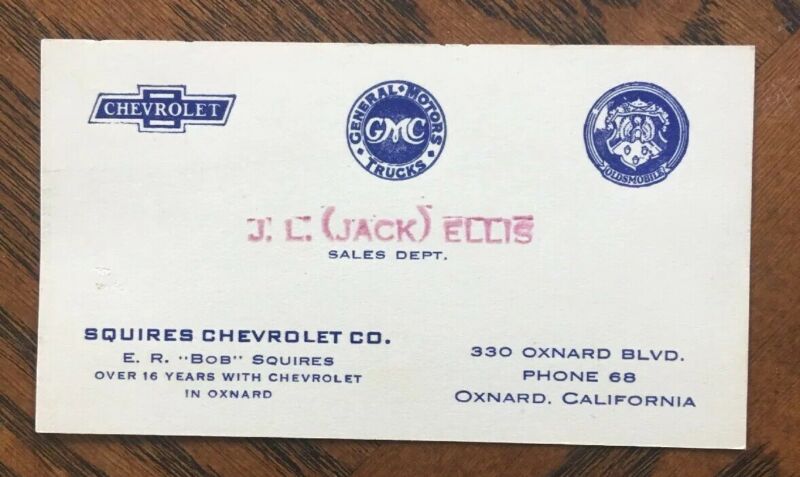 CHEVROLET
GENERAL MOTORS
GMC
TRUCKS
OLDSMOBILE
J. L. (JACK) ELLIS
SALES DEPT.
SQUIRES CHEVROLET CO.
E. R. "BOB" SQUIRES
OVER 16 YEARS WITH CHEVROLET
IN OXNARD
330 OXNARD BLVD.
PHONE 68
OXNARD, CALIFORNIA